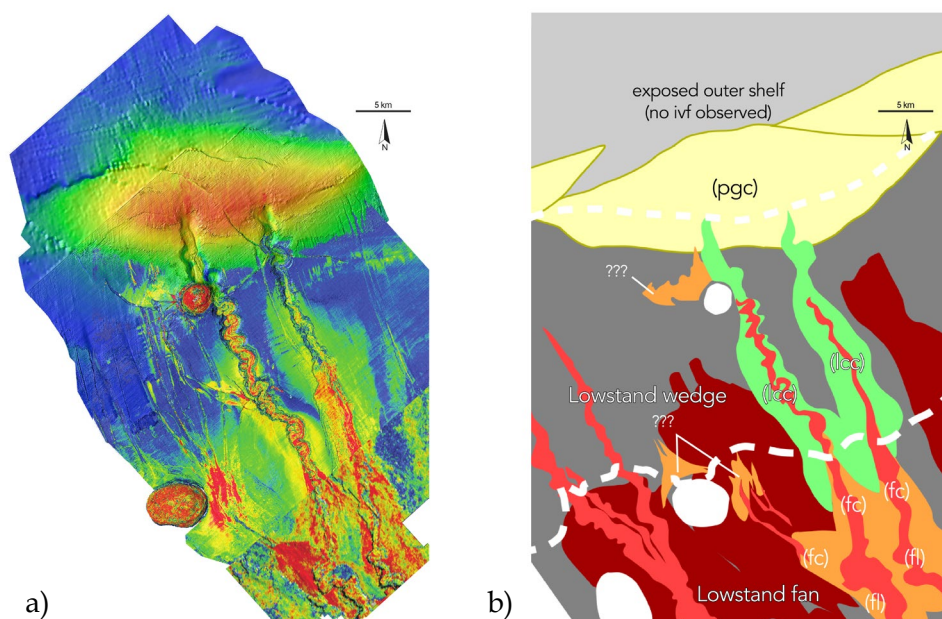 5 km
N
a)
exposed outer shelf
(no ivf observed)
5 km
N
(pgc)
???
(lcc)
(lcc)
Lowstand wedge
???
(fc)
(fc)
(fc)
(fl)
(fl)
Lowstand fan
b)